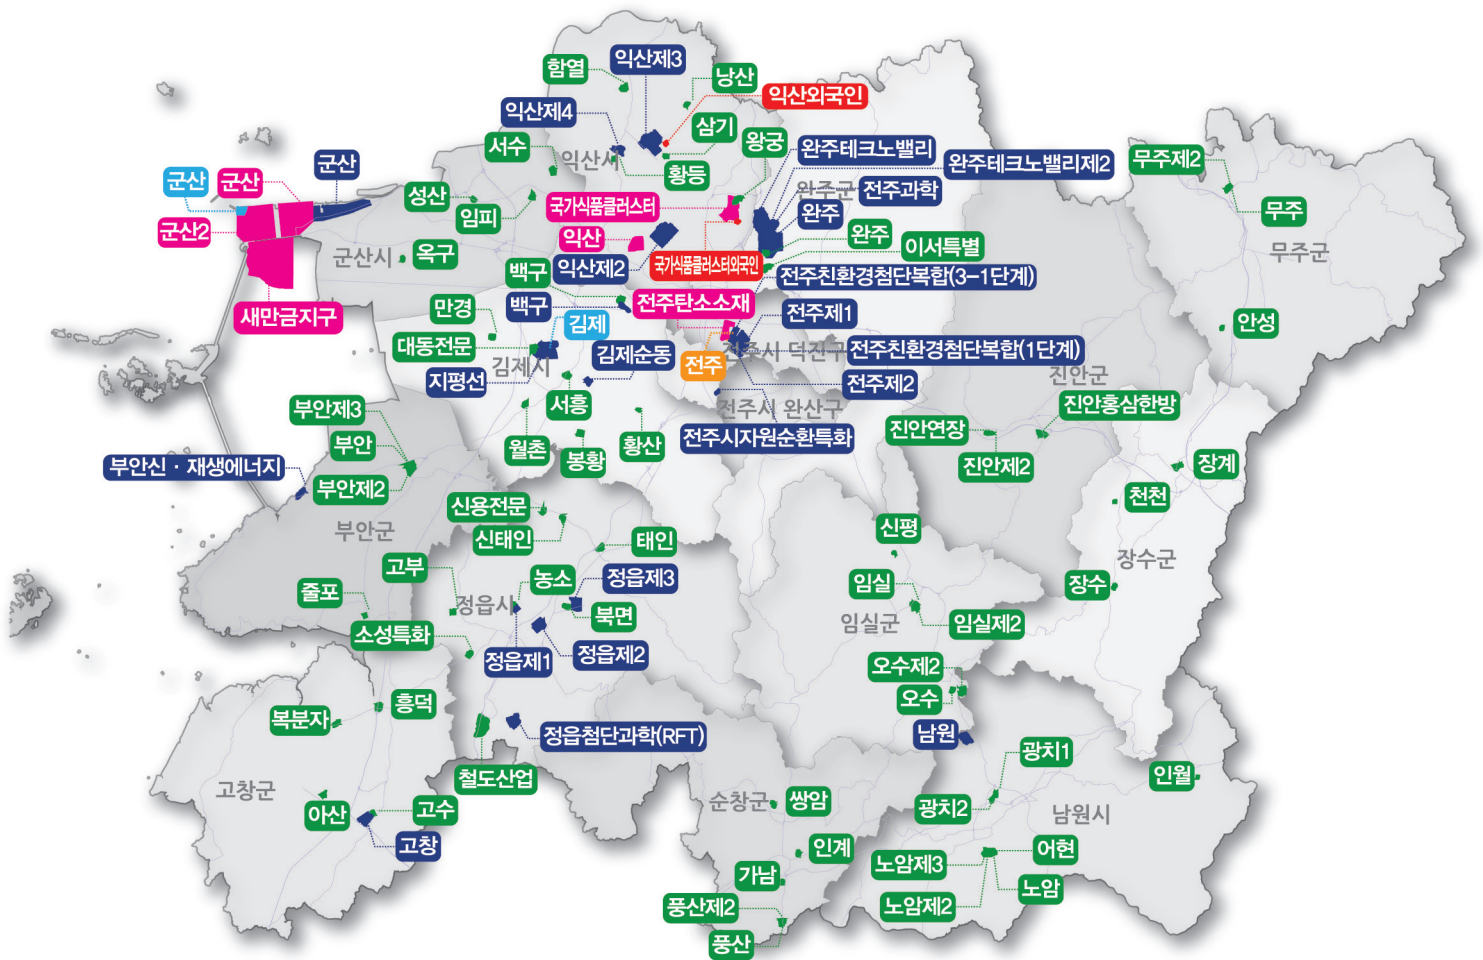 익산제3
함열
낭산
익산외국인
익산제4
삼기
왕궁
서수
익산시
황등
완주테크노밸리
완주테크노밸리제2
무주제2
군산
군산
군산
성산
임피
국가식품클러스터
완주군
전주과학
완주
무주
군산2
익산
완주
이서특별
무주군
군산시
옥구
백구
익산제2
국가식품클러스터외국인
전주친환경첨단복합(3-1단계)
새만금지구
만경
백구
전주탄소소재
전주제1
김제
안성
대동전문
김제순동
전주시 덕진구
전주친환경첨단복합(1단계)
김제시
지평선
전주
전주제2
진안군
부안제3
서흥
전주시 완산구
진안홍삼한방
부안
월촌
봉황
황산
전주시자원순환특화
진안연장
부안신·재생에너지
진안제2
장계
부안제2
천천
신용전문
부안군
신태인
태인
신평
장수군
고부
농소
정읍제3
임실
장수
줄포
정읍시
북면
임실군
임실제2
소성특화
정읍제1
정읍제2
오수제2
오수
복분자
흥덕
정읍첨단과학(RFT)
남원
광치1
철도산업
인월
고창군
아산
고수
순창군
쌍암
광치2
남원시
고창
인계
노암제3
어현
가남
노암
풍산제2
노암제2
풍산